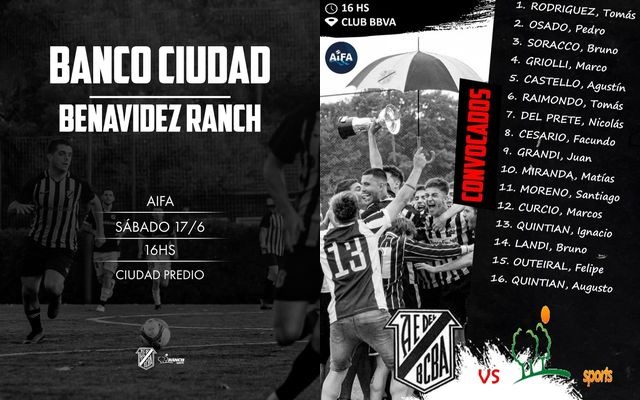 BANCO CIUDAD
BENAVIDEZ RANCH
AIFA
SÁBADO 17/6
16HS
CIUDAD PREDIO
RANCH
16 HS
CLUB BBVA
AiFA
CONVOCADOS
1. RODRIGUEZ, Tomás
2. OSADO, Pedro
3. SORACCO, Bruno
4. GRIOLLI, Marco
5. CASTELLO, Agustín
6. RAIMONDO, Tomás
7. DEL PRETE, Nicolás
8. CESARIO, Facundo
9. GRANDI, Juan
10. MIRANDA, Matías
11. MORENO, Santiago
12. CURCIO, Marcos
13. QUINTIAN, Ignacio
14. LANDI, Bruno
15. OUTEIRAL, Felipe
16. QUINTIAN, Augusto
13
A E DEL
BCBA
VS
sports